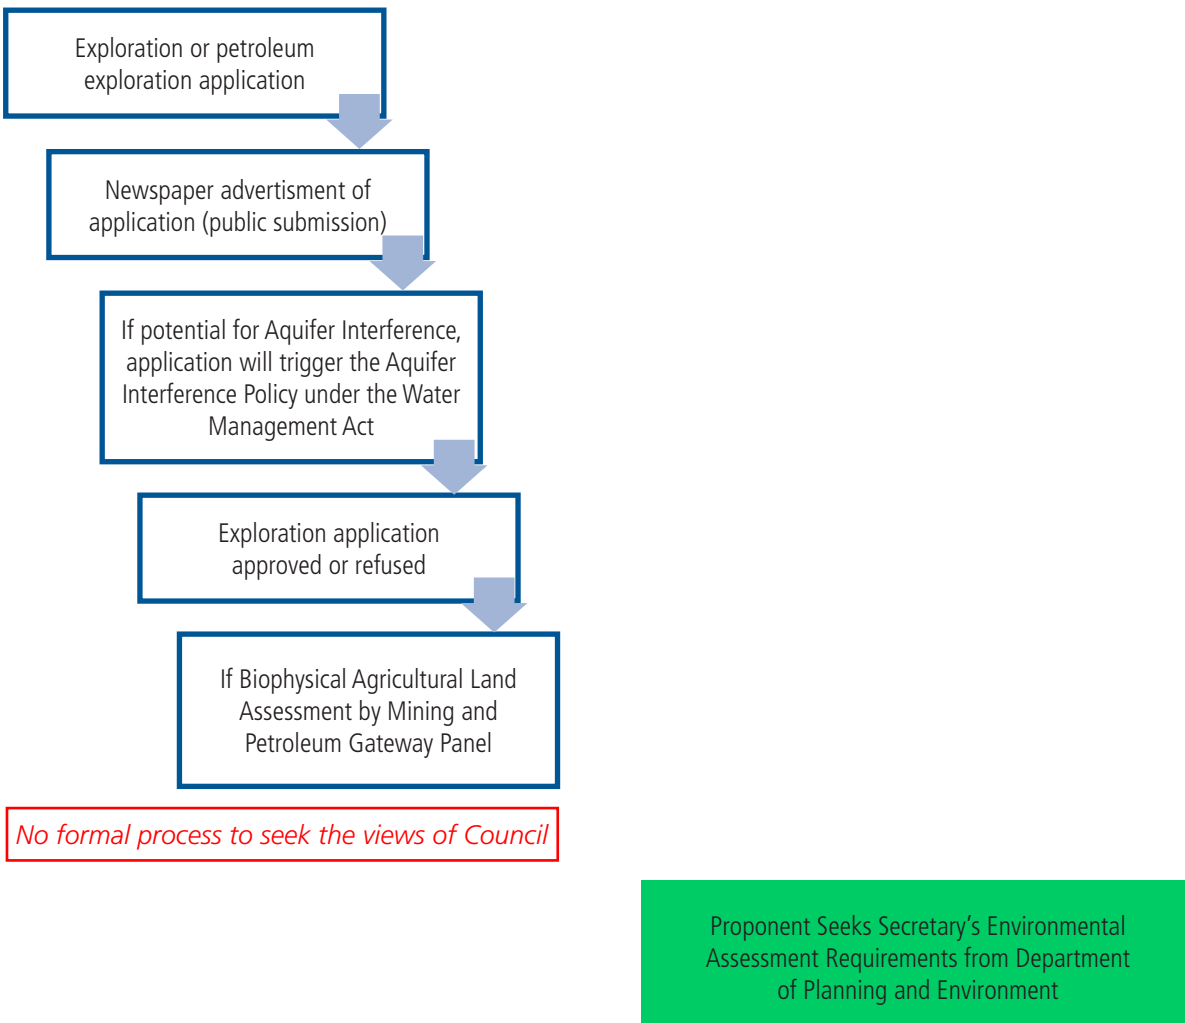 Exploration or petroleum
exploration application
Newspaper advertisment of
application (public submission)
If potential for Aquifer Interference,
application will trigger the Aquifer
Interference Policy under the Water
Management Act
Exploration application
approved or refused
If Biophysical Agricultural Land
Assessment by Mining and
Petroleum Gateway Panel
No formal process to seek the views of Council
Proponent Seeks Secretary’s Environmental
Assessment Requirements from Department
of Planning and Environment